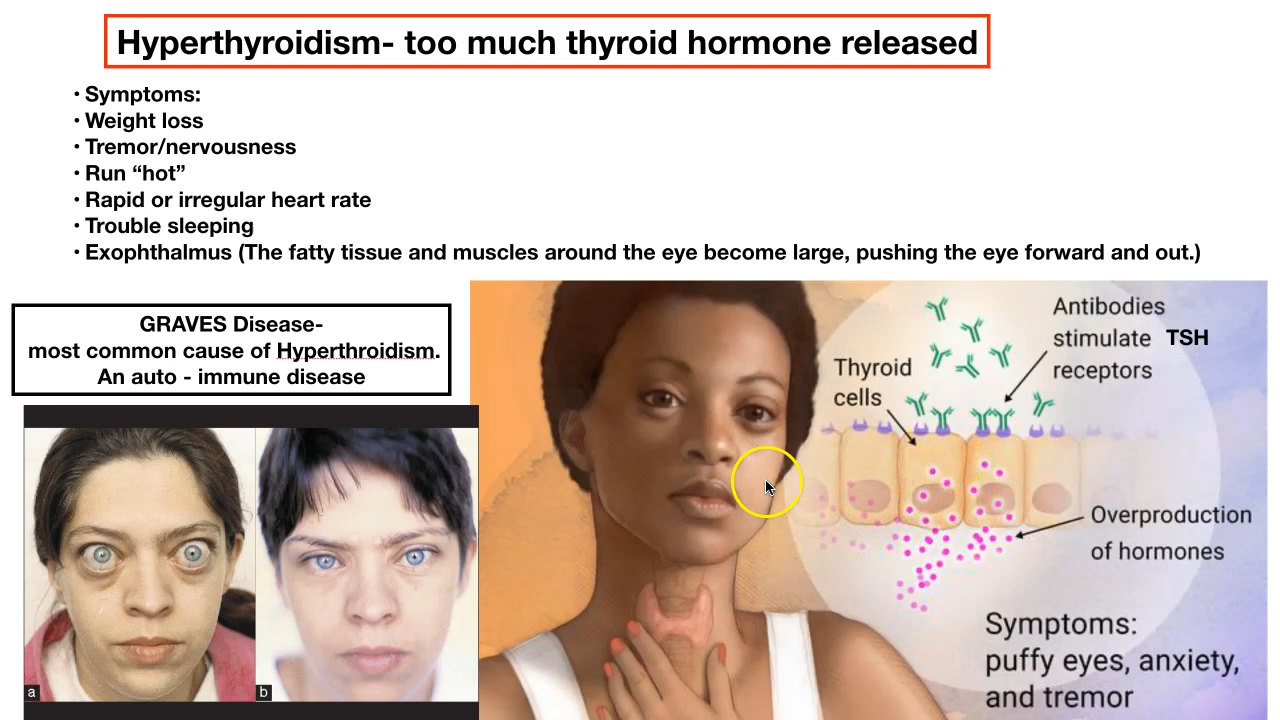 Hyperthyroidism- too much thyroid hormone released
• Symptoms:
• Weight loss
• Tremor/nervousness
• Run “hot”
• Rapid or irregular heart rate
• Trouble sleeping
• Exophthalmus (The fatty tissue and muscles around the eye become large, pushing the eye forward and out.)
GRAVES Disease-
most common cause of Hyperthroidism.
An auto - immune disease
a
b
Antibodies
stimulate TSH
receptors
Thyroid
cells
Overproduction
of hormones
Symptoms:
puffy eyes, anxiety,
and tremor